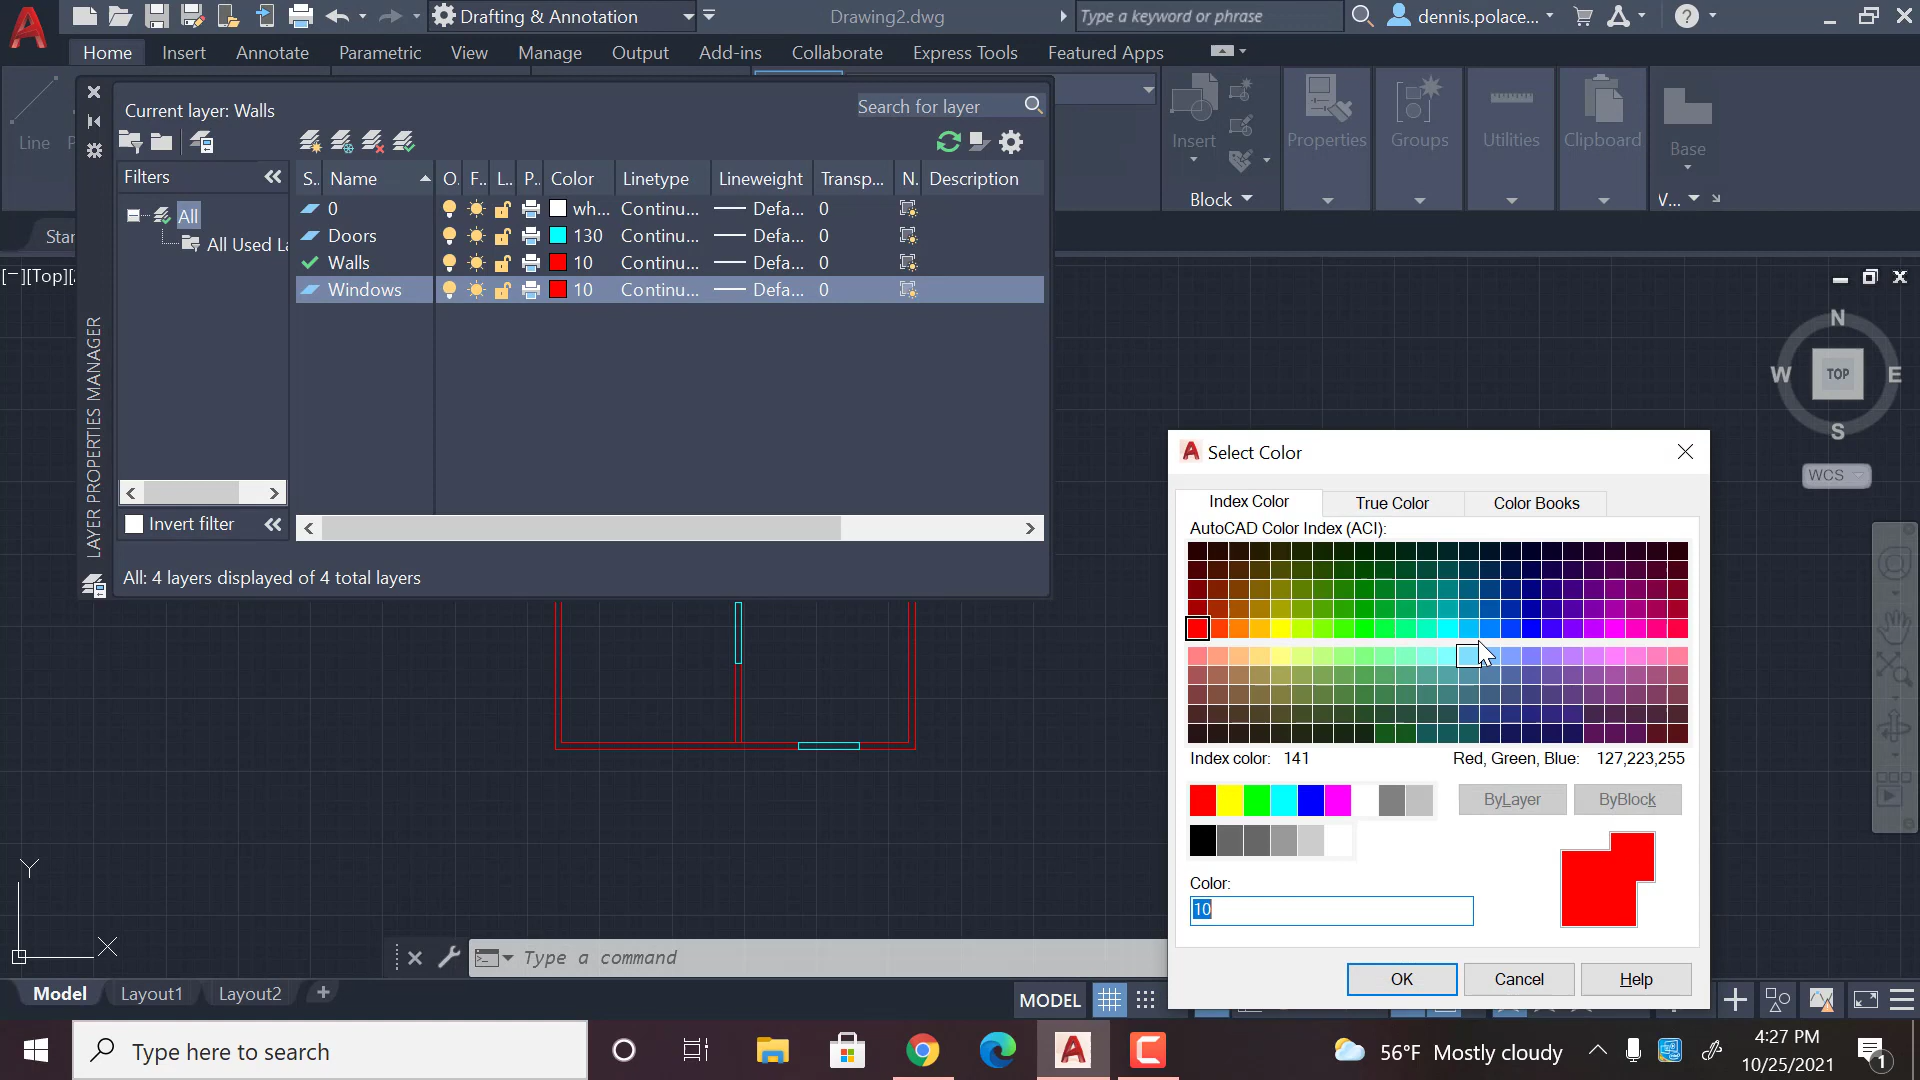 Drafting & Annotation
Drawing2.dwg
Type a keyword or phrase
dennis.polace...
Home Insert Annotate Parametric View Manage Output Add-ins Collaborate Express Tools Featured Apps
Line
Insert
Properties
Groups
Utilities
Clipboard
Base
Block
V...
Current layer: Walls
Search for layer
Filters
S.. Name O. F.. L.. P.. Color Linetype Lineweight Transp... N. Description
All
All Used La
0 wh... Continu... Defa... 0
Doors 130 Continu... Defa... 0
Walls 10 Continu... Defa... 0
Windows 10 Continu... Defa... 0
Invert filter
All: 4 layers displayed of 4 total layers
LAYER PROPERTIES MANAGER
Star
[−][Top][
N
W TOP E
S
WCS
Select Color
Index Color True Color Color Books
AutoCAD Color Index (ACI):
Index color: 141 Red, Green, Blue: 127,223,255
ByLayer ByBlock
Color:
10
OK Cancel Help
Y
X
Type a command
Model Layout1 Layout2
MODEL
Type here to search
56°F Mostly cloudy
4:27 PM
10/25/2021
1